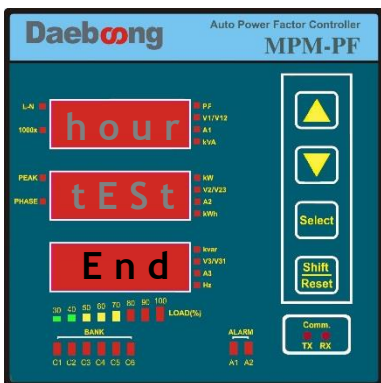 Daeboong
Auto Power Factor Controller
MPM-PF
L-N
1000x
hour
PF
V1/V12
A1
kVA
PEAK
PHASE
tESt
kW
V2/V23
A2
kWh
End
kvar
V3/V31
A3
Hz
Select
Shift
Reset
30 40 50 60 70 80 90 100
LOAD(%)
BANK
C1 C2 C3 C4 C5 C6
ALARM
A1 A2
Comm.
TX RX